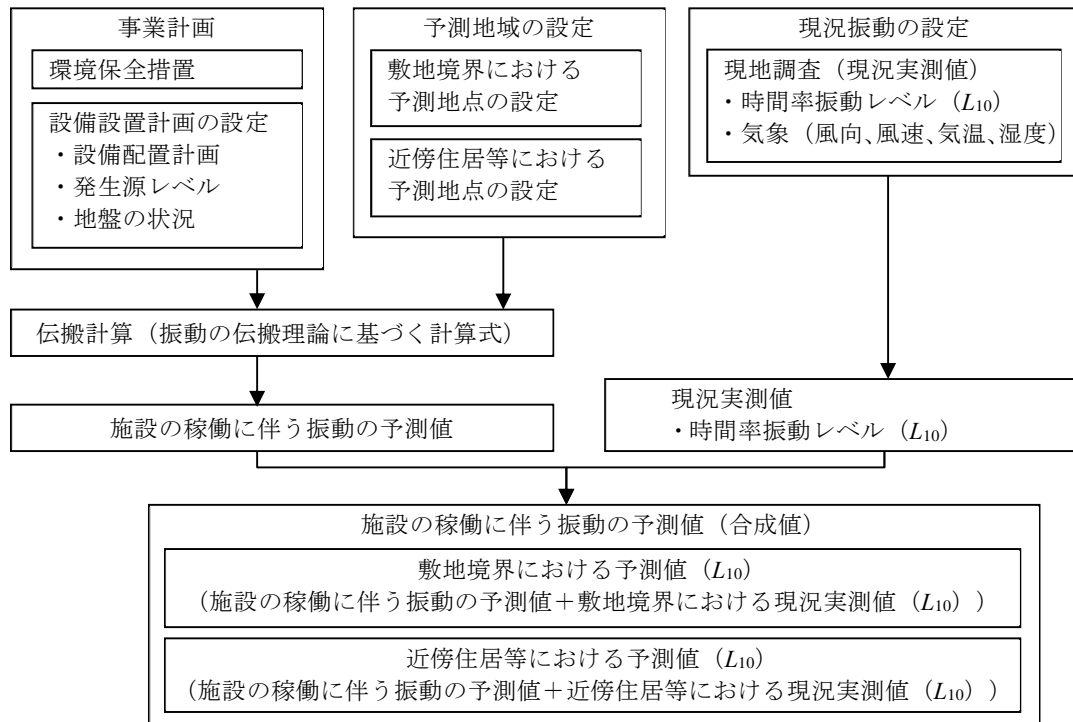 事業計画
環境保全措置
設備設置計画の設定
・設備配置計画
・発生源レベル
・地盤の状況
予測地域の設定
敷地境界における
予測地点の設定
近傍住居等における
予測地点の設定
現況振動の設定
現地調査（現況実測値）
・時間率振動レベル（L10）
・気象（風向、風速、気温、湿度）
伝搬計算（振動の伝搬理論に基づく計算式）
施設の稼働に伴う振動の予測値
現況実測値
・時間率振動レベル（L10）
施設の稼働に伴う振動の予測値（合成値）
敷地境界における予測値（L10）
（施設の稼働に伴う振動の予測値＋敷地境界における現況実測値（L10））
近傍住居等における予測値（L10）
（施設の稼働に伴う振動の予測値＋近傍住居等における現況実測値（L10））